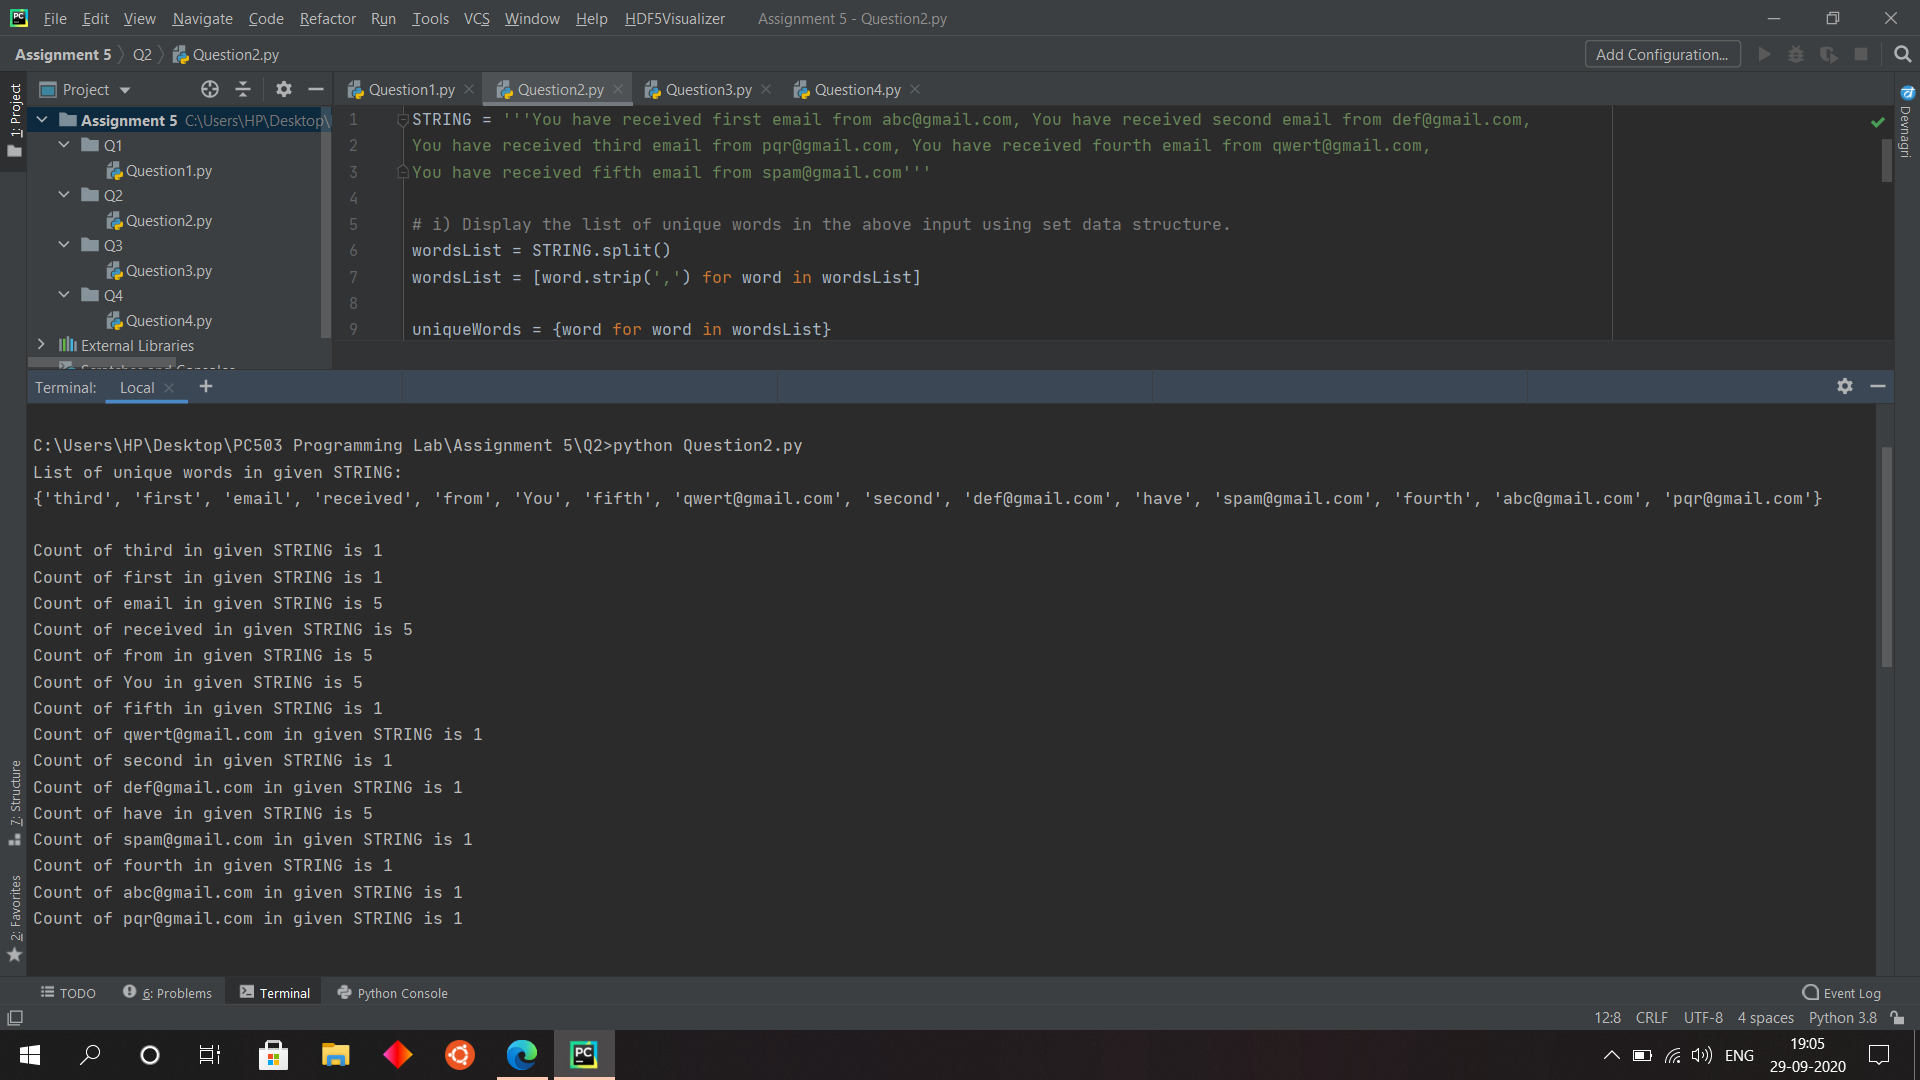 File Edit View Navigate Code Refactor Run Tools VCS Window Help HDF5Visualizer Assignment 5 - Question2.py
Assignment 5 Q2 Question2.py Add Configuration...
Project
Question1.py Question2.py Question3.py Question4.py
1: Project
Assignment 5 C:\Users\HP\Desktop\
Q1
Question1.py
Q2
Question2.py
Q3
Question3.py
Q4
Question4.py
External Libraries
Scratches and Consoles
1 STRING = '''You have received first email from abc@gmail.com, You have received second email from def@gmail.com,
2 You have received third email from pqr@gmail.com, You have received fourth email from qwert@gmail.com,
3 You have received fifth email from spam@gmail.com'''
4
5 # i) Display the list of unique words in the above input using set data structure.
6 wordsList = STRING.split()
7 wordsList = [word.strip(',') for word in wordsList]
8
9 uniqueWords = {word for word in wordsList}
Devnagri
Terminal: Local +
C:\Users\HP\Desktop\PC503 Programming Lab\Assignment 5\Q2>python Question2.py
List of unique words in given STRING:
{'third', 'first', 'email', 'received', 'from', 'You', 'fifth', 'qwert@gmail.com', 'second', 'def@gmail.com', 'have', 'spam@gmail.com', 'fourth', 'abc@gmail.com', 'pqr@gmail.com'}
Count of third in given STRING is 1
Count of first in given STRING is 1
Count of email in given STRING is 5
Count of received in given STRING is 5
Count of from in given STRING is 5
Count of You in given STRING is 5
Count of fifth in given STRING is 1
Count of qwert@gmail.com in given STRING is 1
Count of second in given STRING is 1
Count of def@gmail.com in given STRING is 1
Count of have in given STRING is 5
Count of spam@gmail.com in given STRING is 1
Count of fourth in given STRING is 1
Count of abc@gmail.com in given STRING is 1
Count of pqr@gmail.com in given STRING is 1
7: Structure
2: Favorites
TODO 6: Problems Terminal Python Console Event Log
12:8 CRLF UTF-8 4 spaces Python 3.8
PC
ENG
19:05
29-09-2020